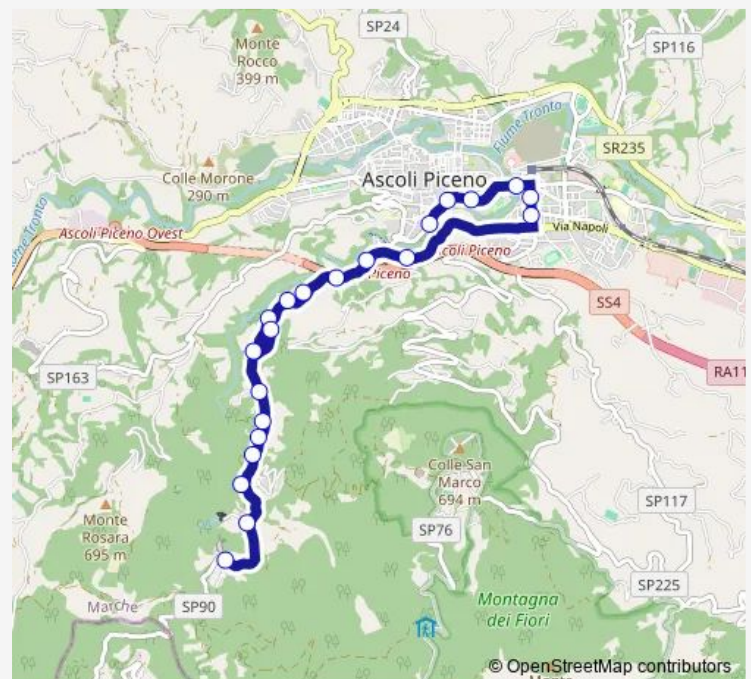 SP24
SP116
Monte
Rocco
399 m
Fiume Tronto
SR235
Colle Morone
290 m
Ascoli Piceno
Fiume Tronto
Ascoli Piceno Ovest
Via Napoli
coli Piceno
Piceno
SS4
SP163
RA11
Colle San
Marco
694 m
SP117
Monte
Rosara
695 m
SP76
SP225
Marche
SP90
Montagna
dei Fiori
© OpenStreetMap contributors
Monte